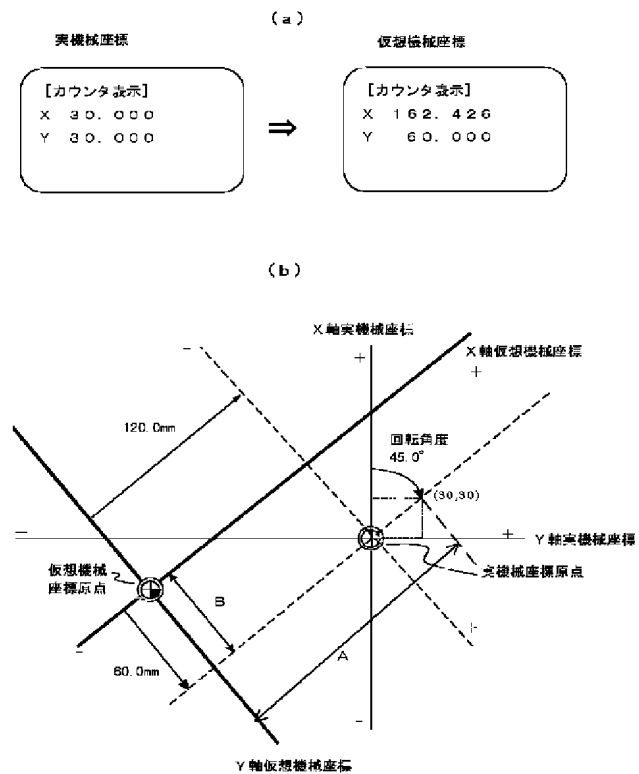 (a)
実機械座標
仮想機械座標
[カウンタ表示]
X 30.000
Y 30.000
⇒
[カウンタ表示]
X 162.426
Y 60.000
(b)
X軸実機械座標
X軸仮想機械座標
−
+
+
120.0mm
回転角度
45.0°
(30,30)
−
+
Y軸実機械座標
仮想機械
座標原点
実機械座標原点
B
A
−
60.0mm
+
−
Y軸仮想機械座標